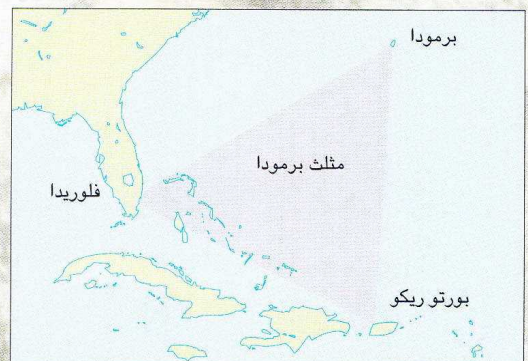 برمودا
مثلث برمودا
فلوريدا
بورتو ريكو